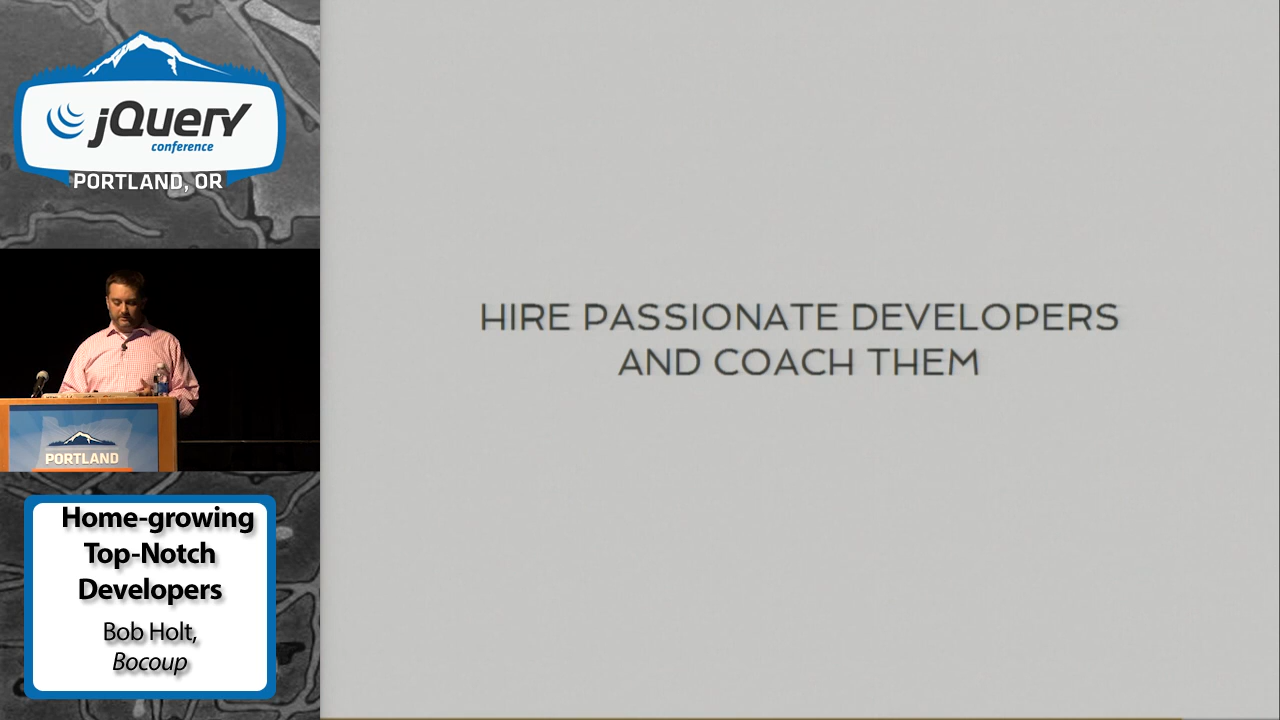 jQuery
conference
PORTLAND, OR
HIRE PASSIONATE DEVELOPERS
AND COACH THEM
PORTLAND
Home-growing
Top-Notch
Developers
Bob Holt,
Bocoup